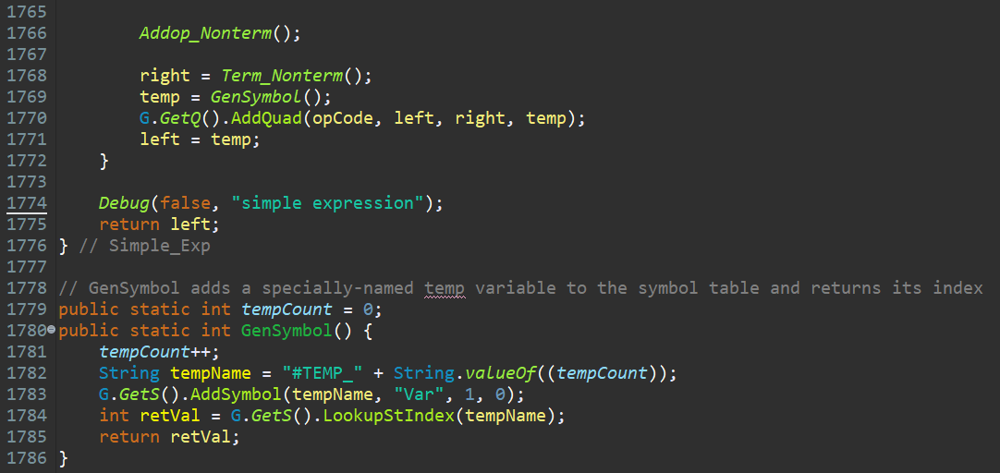 1765
1766 Addop_Nonterm();
1767
1768 right = Term_Nonterm();
1769 temp = GenSymbol();
1770 G.GetQ().AddQuad(opCode, left, right, temp);
1771 left = temp;
1772 }
1773
1774 Debug(false, "simple expression");
1775 return left;
1776 } // Simple_Exp
1777
1778 // GenSymbol adds a specially-named temp variable to the symbol table and returns its index
1779 public static int tempCount = 0;
1780 public static int GenSymbol() {
1781 tempCount++;
1782 String tempName = "#TEMP_" + String.valueOf((tempCount));
1783 G.GetS().AddSymbol(tempName, "Var", 1, 0);
1784 int retVal = G.GetS().LookupStIndex(tempName);
1785 return retVal;
1786 }